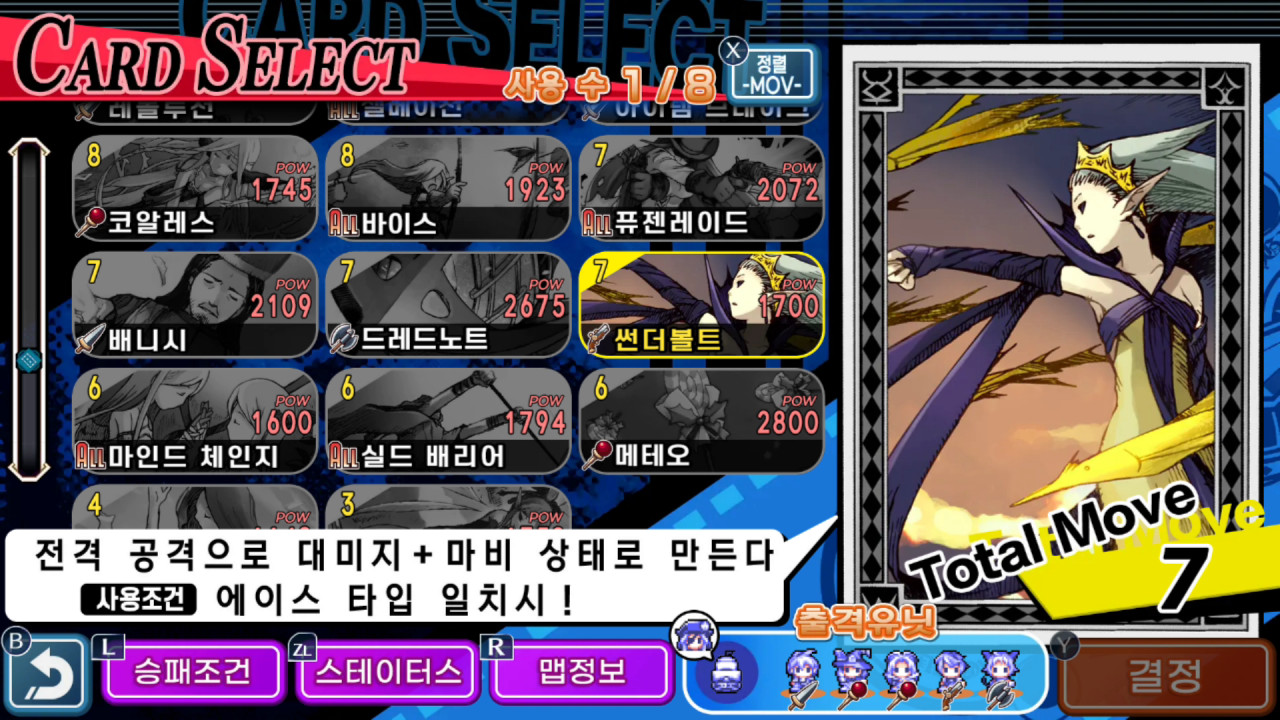 CARD SELECT
CARD SELECT
사용 수 1/8
X
정렬
-MOV-
8
POW
1745
코알레스
8
POW
1923
ALL 바이스
7
POW
2072
ALL 퓨젠레이드
7
POW
2109
배니시
7
POW
2675
드레드노트
7
POW
1700
썬더볼트
6
POW
1600
ALL 마인드 체인지
6
POW
1794
ALL 실드 배리어
6
POW
2800
메테오
4
POW
3
POW
전격 공격으로 대미지+마비 상태로 만든다
사용조건 에이스 타입 일치시!
Total Move
7
출격유닛
B
L
승패조건
ZL
스테이터스
R
맵정보
Y
결정